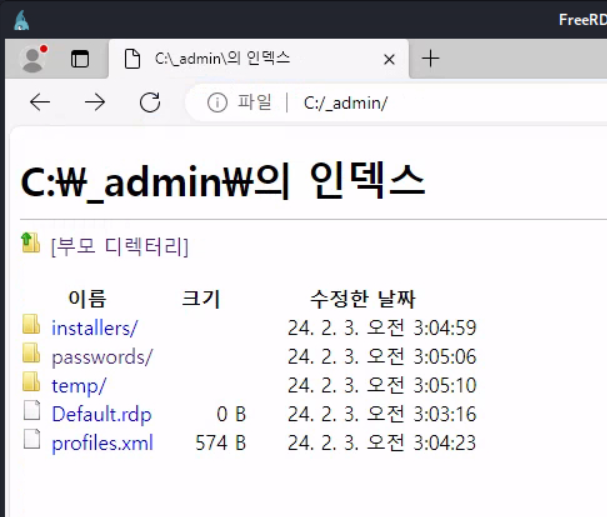 FreeRD
C:\_admin\의 인덱스
파일 | C:/_admin/
C:₩_admin₩의 인덱스
[부모 디렉터리]
이름 크기 수정한 날짜
installers/ 24. 2. 3. 오전 3:04:59
passwords/ 24. 2. 3. 오전 3:05:06
temp/ 24. 2. 3. 오전 3:05:10
Default.rdp 0 B 24. 2. 3. 오전 3:03:16
profiles.xml 574 B 24. 2. 3. 오전 3:04:23